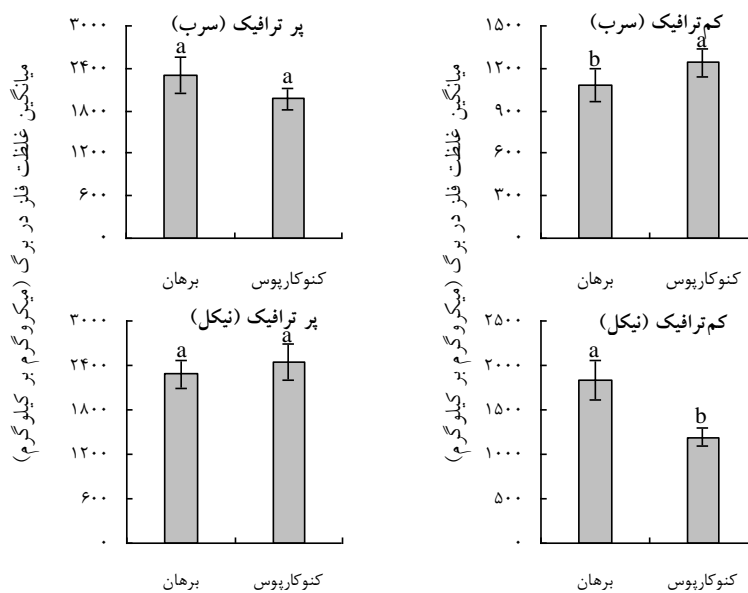 میانگین غلظت فلز در برگ (میکروگرم بر کیلوگرم)
پر ترافیک (سرب)
۳۰۰۰
۲۴۰۰
۱۸۰۰
۱۲۰۰
۶۰۰
۰
a
a
برهان
کنوکارپوس
میانگین غلظت فلز در برگ (میکروگرم بر کیلوگرم)
کم‌ترافیک (سرب)
۱۵۰۰
۱۲۰۰
۹۰۰
۶۰۰
۳۰۰
۰
b
a
برهان
کنوکارپوس
پر ترافیک (نیکل)
۳۰۰۰
۲۴۰۰
۱۸۰۰
۱۲۰۰
۶۰۰
۰
a
a
برهان
کنوکارپوس
کم‌ترافیک (نیکل)
۲۵۰۰
۲۰۰۰
۱۵۰۰
۱۰۰۰
۵۰۰
۰
a
b
برهان
کنوکارپوس